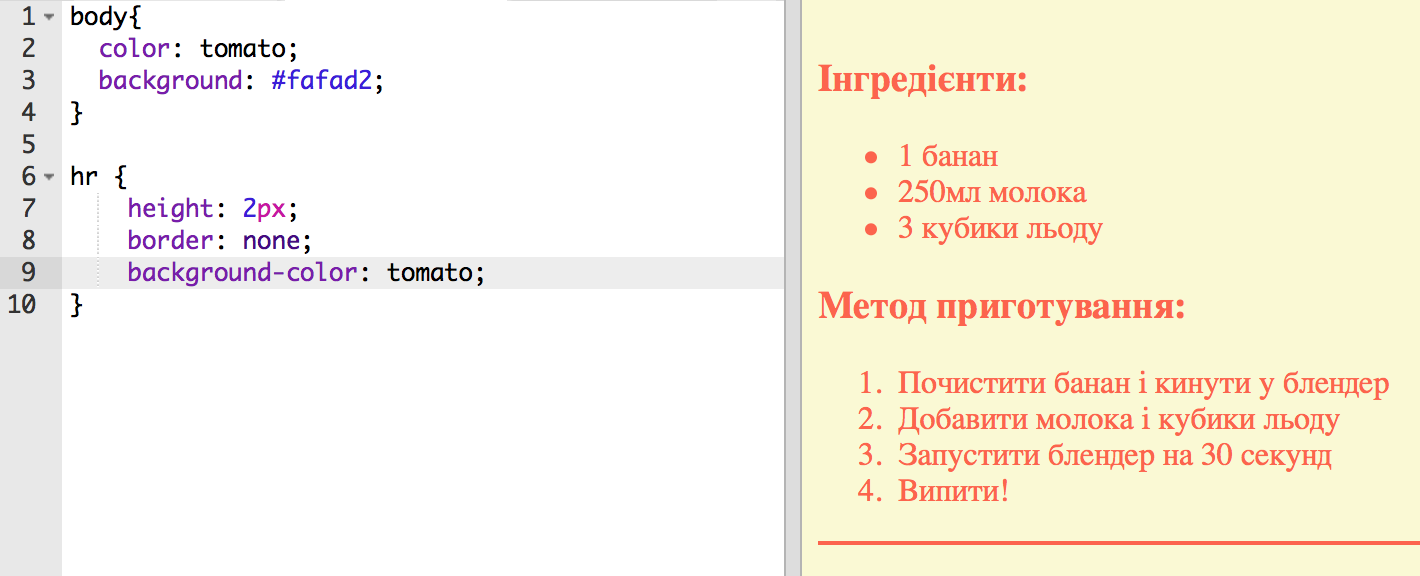 1 body{
2 color: tomato;
3 background: #fafad2;
4 }
5
6 hr {
7 height: 2px;
8 border: none;
9 background-color: tomato;
10 }
Інгредієнти:
• 1 банан
• 250мл молока
• 3 кубики льоду
Метод приготування:
1. Почистити банан і кинути у блендер
2. Добавити молока і кубики льоду
3. Запустити блендер на 30 секунд
4. Випити!